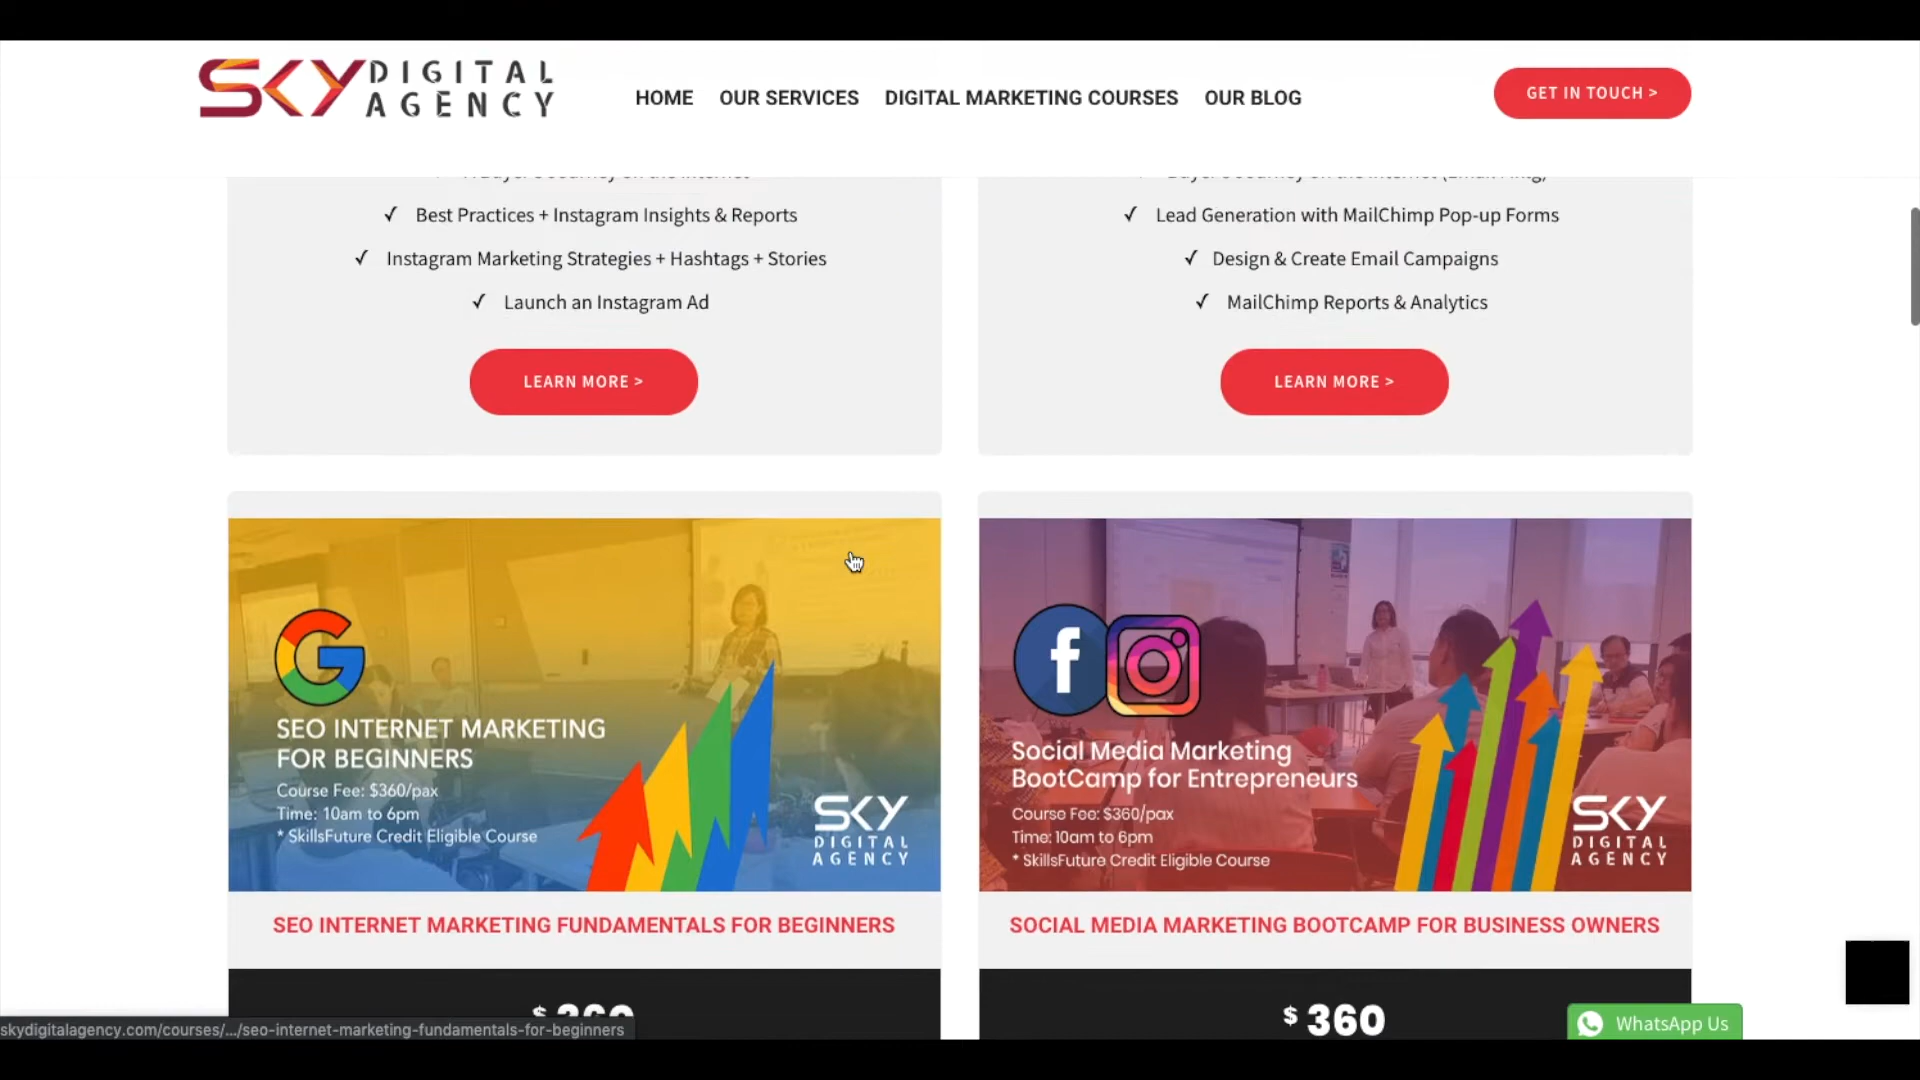 SKY DIGITAL AGENCY
HOME OUR SERVICES DIGITAL MARKETING COURSES OUR BLOG
GET IN TOUCH >
✓ Best Practices + Instagram Insights & Reports
✓ Instagram Marketing Strategies + Hashtags + Stories
✓ Launch an Instagram Ad
LEARN MORE >
✓ Lead Generation with MailChimp Pop-up Forms
✓ Design & Create Email Campaigns
✓ MailChimp Reports & Analytics
LEARN MORE >
SEO INTERNET MARKETING
FOR BEGINNERS
Course Fee: $360/pax
Time: 10am to 6pm
* SkillsFuture Credit Eligible Course
SKY
DIGITAL
AGENCY
SEO INTERNET MARKETING FUNDAMENTALS FOR BEGINNERS
$ 360
Social Media Marketing
BootCamp for Entrepreneurs
Course Fee: $360/pax
Time: 10am to 6pm
* SkillsFuture Credit Eligible Course
SKY
DIGITAL
AGENCY
SOCIAL MEDIA MARKETING BOOTCAMP FOR BUSINESS OWNERS
$ 360
WhatsApp Us
skydigitalagency.com/courses/.../seo-internet-marketing-fundamentals-for-beginners